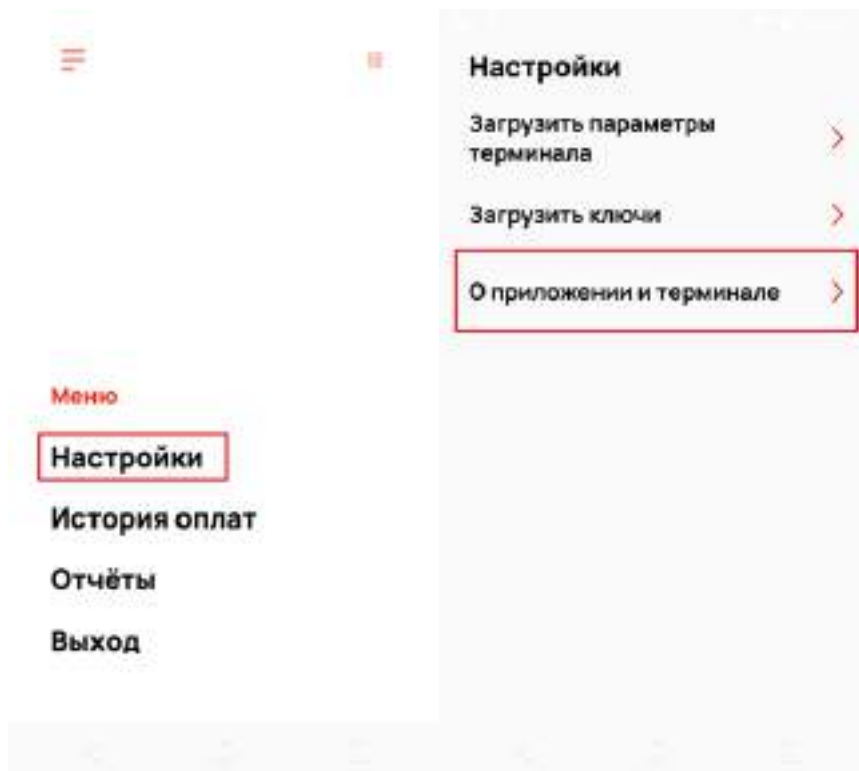 Меню
Настройки
История оплат
Отчёты
Выход
Настройки
Загрузить параметры
терминала
Загрузить ключи
О приложении и терминале